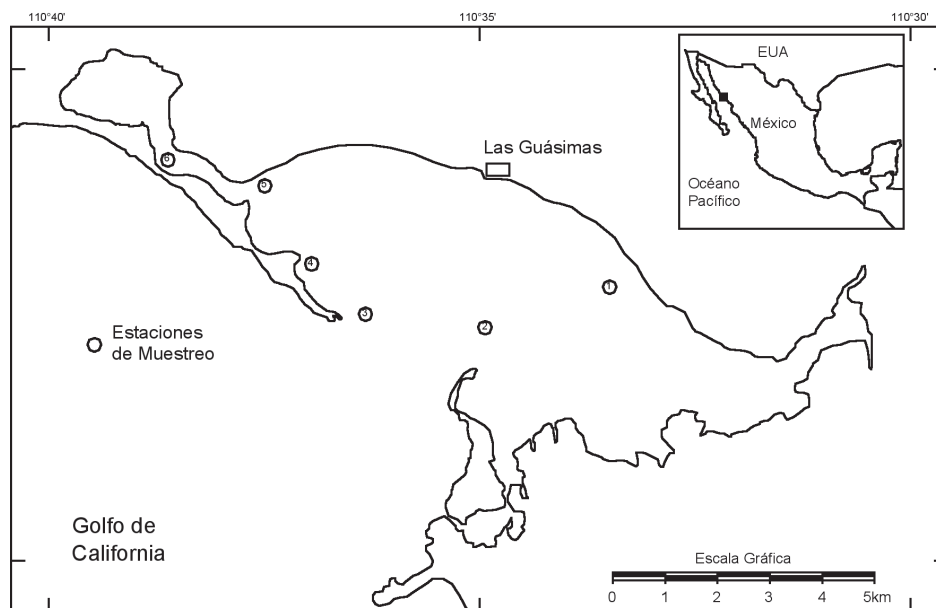 110°40'
110°35'
110°30'
EUA
México
Océano
Pacífico
Las Guásimas
6
5
4
3
2
1
Estaciones
de Muestreo
Golfo de
California
Escala Gráfica
0 1 2 3 4 5km